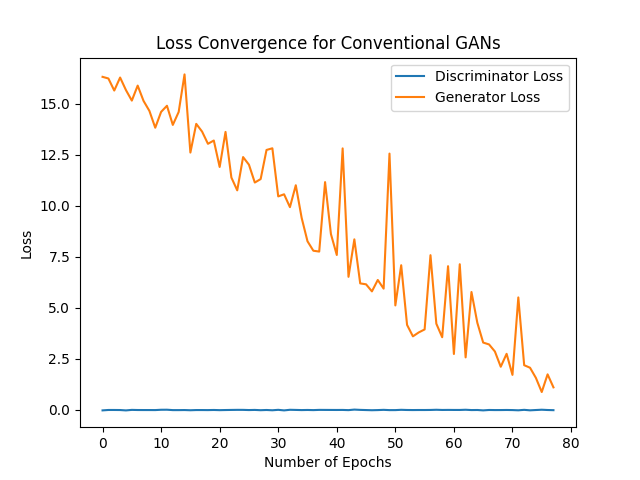 Loss Convergence for Conventional GANs
Discriminator Loss
Generator Loss
Loss
15.0
12.5
10.0
7.5
5.0
2.5
0.0
0 10 20 30 40 50 60 70 80
Number of Epochs